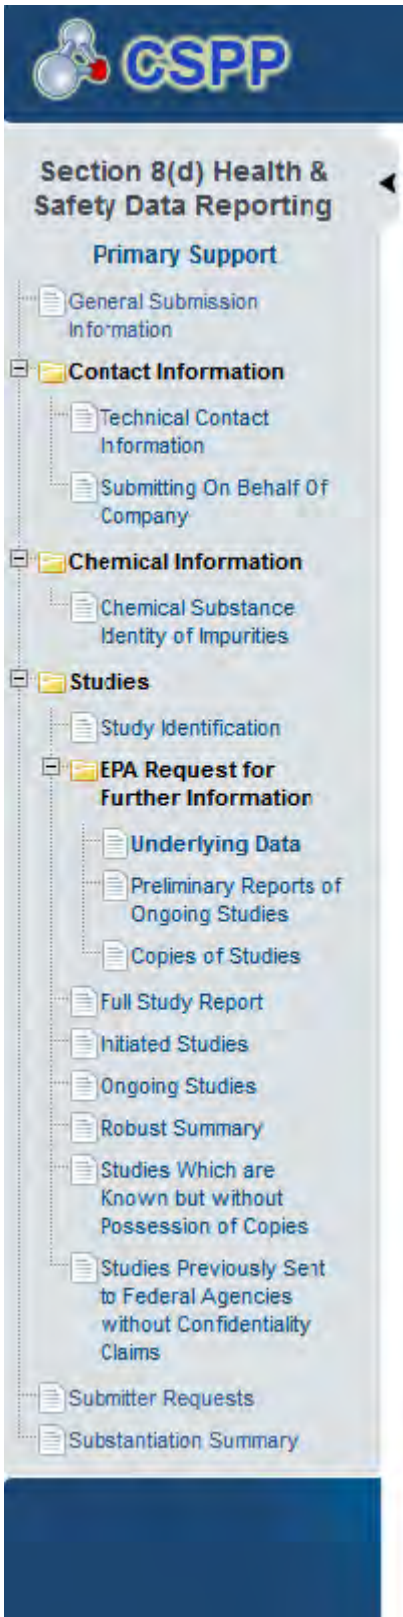 CSPP
Section 8(d) Health &
Safety Data Reporting
Primary Support
General Submission
Information
Contact Information
Technical Contact
Information
Submitting On Behalf Of
Company
Chemical Information
Chemical Substance
Identity of Impurities
Studies
Study Identification
EPA Request for
Further Information
Underlying Data
Preliminary Reports of
Ongoing Studies
Copies of Studies
Full Study Report
Initiated Studies
Ongoing Studies
Robust Summary
Studies Which are
Known but without
Possession of Copies
Studies Previously Sent
to Federal Agencies
without Confidentiality
Claims
Submitter Requests
Substantiation Summary